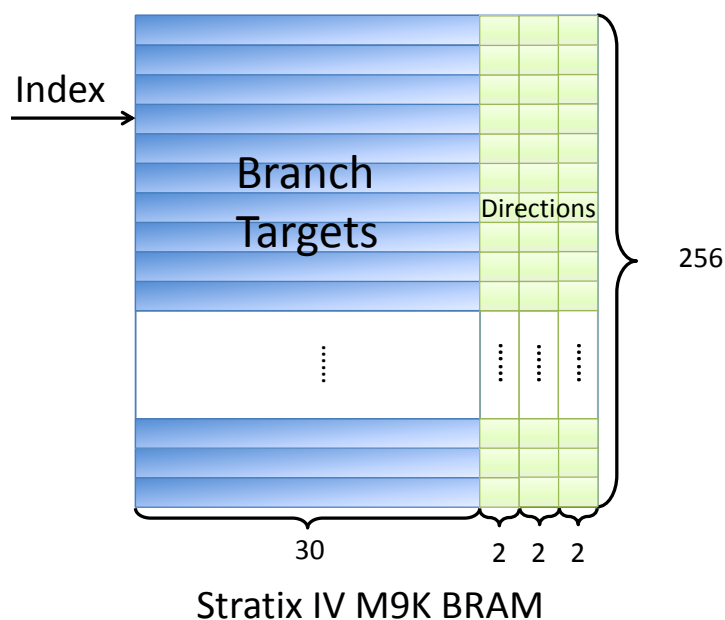 Index
Branch
Targets
Directions
256
......
...... ...... ......
30
2 2 2
Stratix IV M9K BRAM